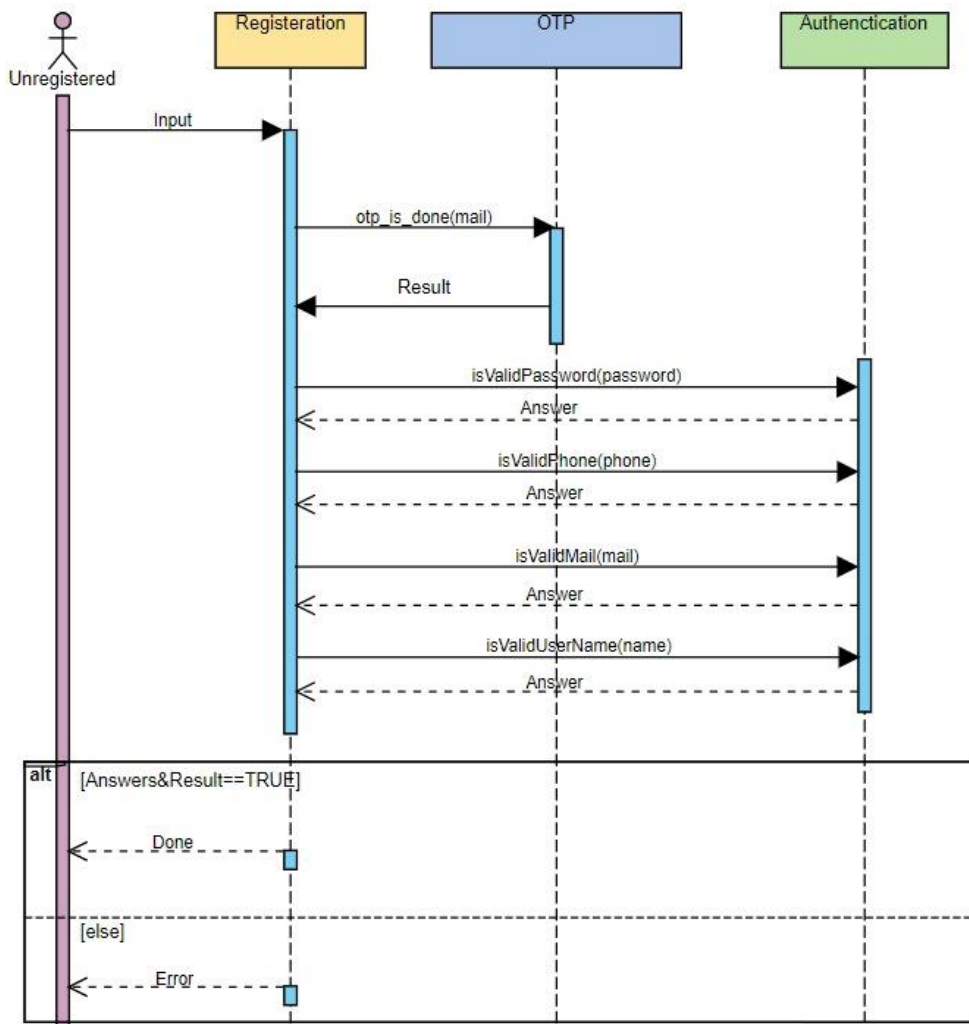 Unregistered
Registeration
OTP
Authenctication
Input
otp_is_done(mail)
Result
isValidPassword(password)
Answer
isValidPhone(phone)
Answer
isValidMail(mail)
Answer
isValidUserName(name)
Answer
alt
[Answers&Result==TRUE]
Done
[else]
Error